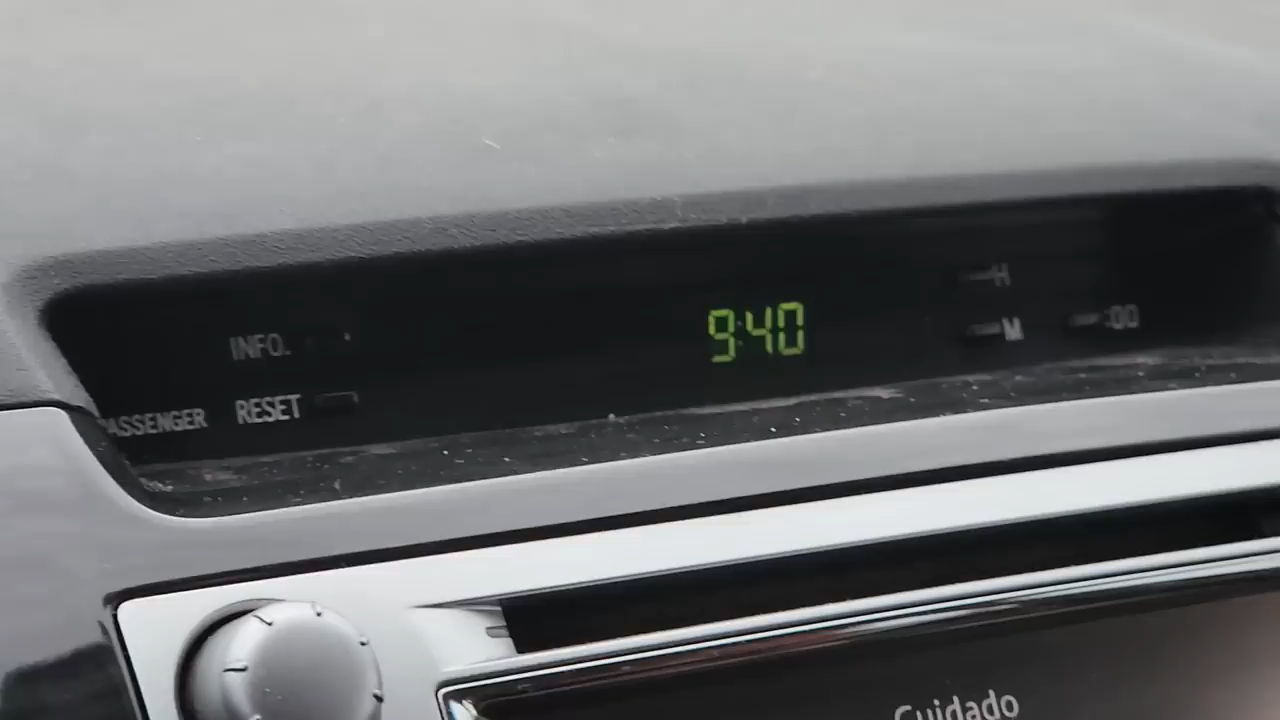 INFO.
9:40
H
M
:00
PASSENGER
RESET
Cuidado